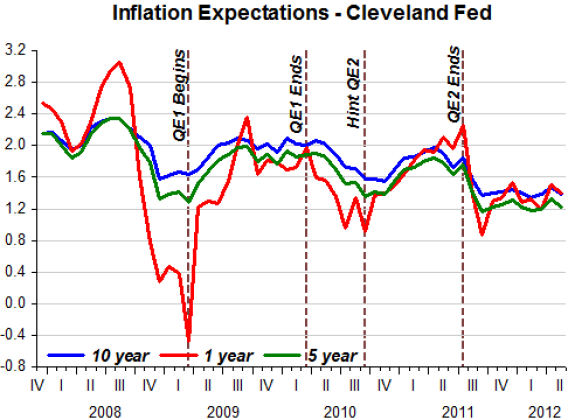 Inflation Expectations - Cleveland Fed
3.2
2.8
2.4
2.0
1.6
1.2
0.8
0.4
0.0
-0.4
-0.8
QE1 Begins
QE1 Ends
Hint QE2
QE2 Ends
10 year 1 year 5 year
IV I II III IV I II III IV I II III IV I II III IV I II
2008 2009 2010 2011 2012